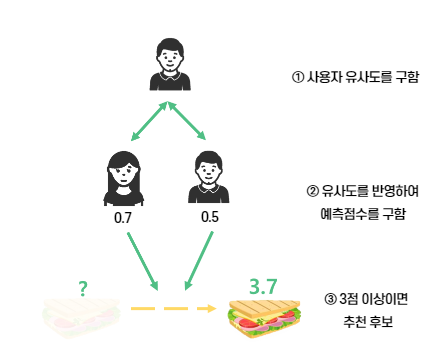 ① 사용자 유사도를 구함
② 유사도를 반영하여
예측점수를 구함
0.7
0.5
?
3.7
③ 3점 이상이면
추천 후보